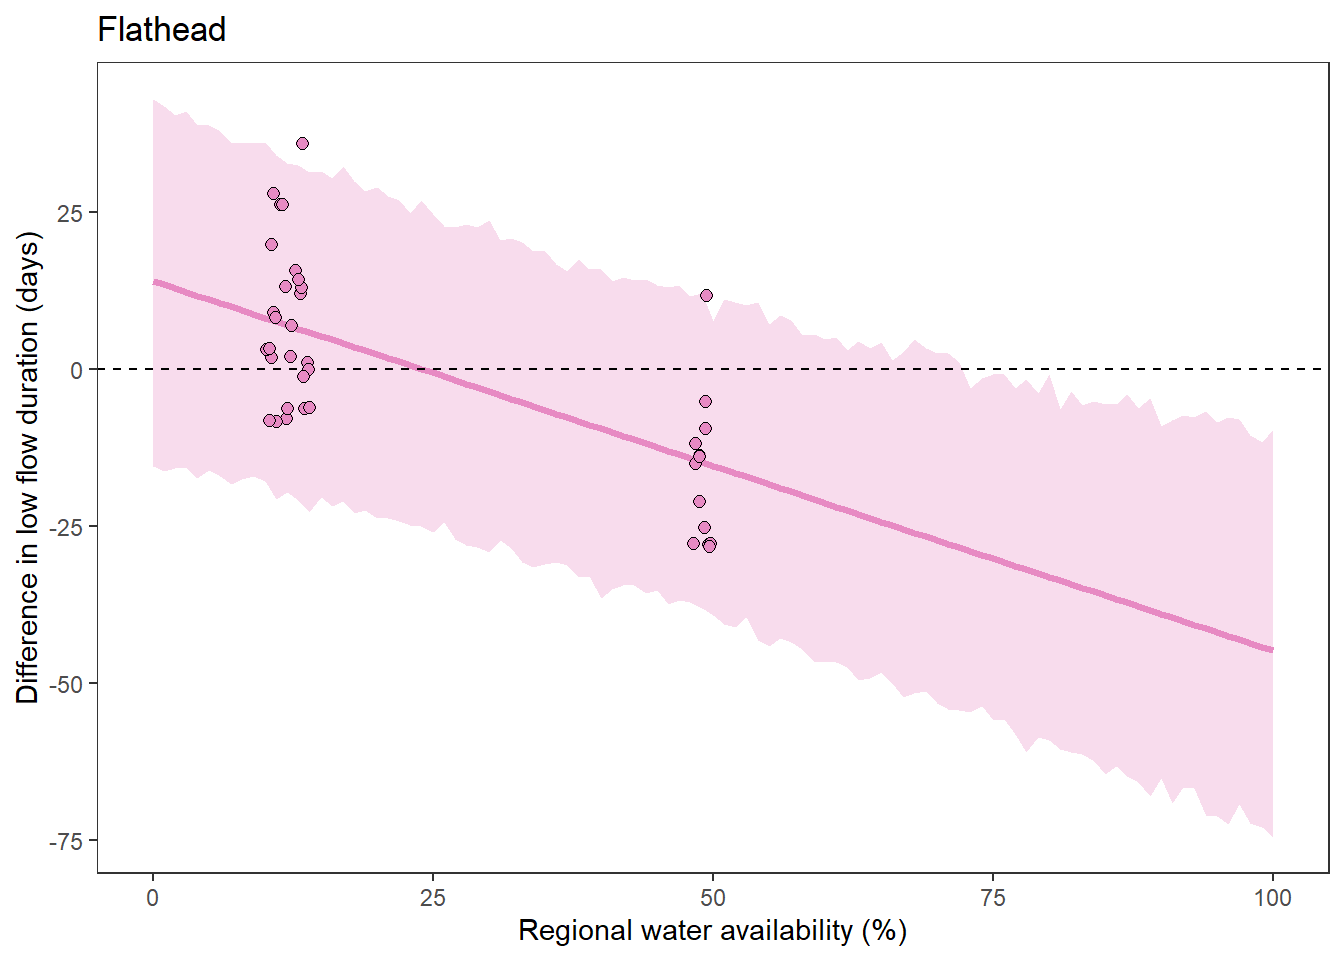 Flathead
Difference in low flow duration (days)
25
0
-25
-50
-75
0 25 50 75 100
Regional water availability (%)